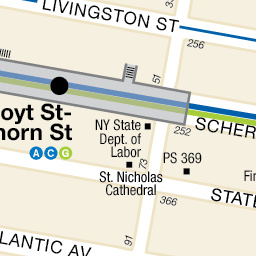 LIVINGSTON ST
256
51
oyt St-
horn St
A C G
NY State
Dept. of
Labor
252
SCHER
PS 369
73
St. Nicholas
Cathedral
Fir
STATE
366
LANTIC AV
91